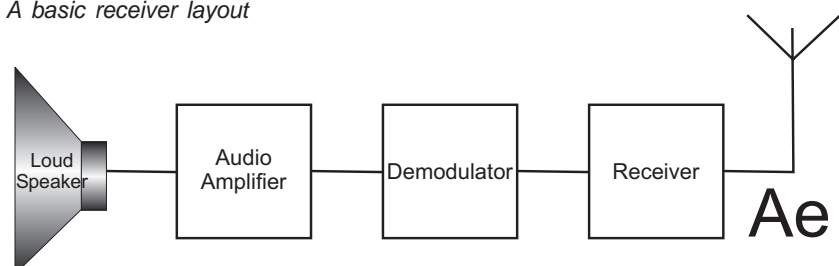 A basic receiver layout
Loud
Speaker
Audio
Amplifier
Demodulator
Receiver
Ae